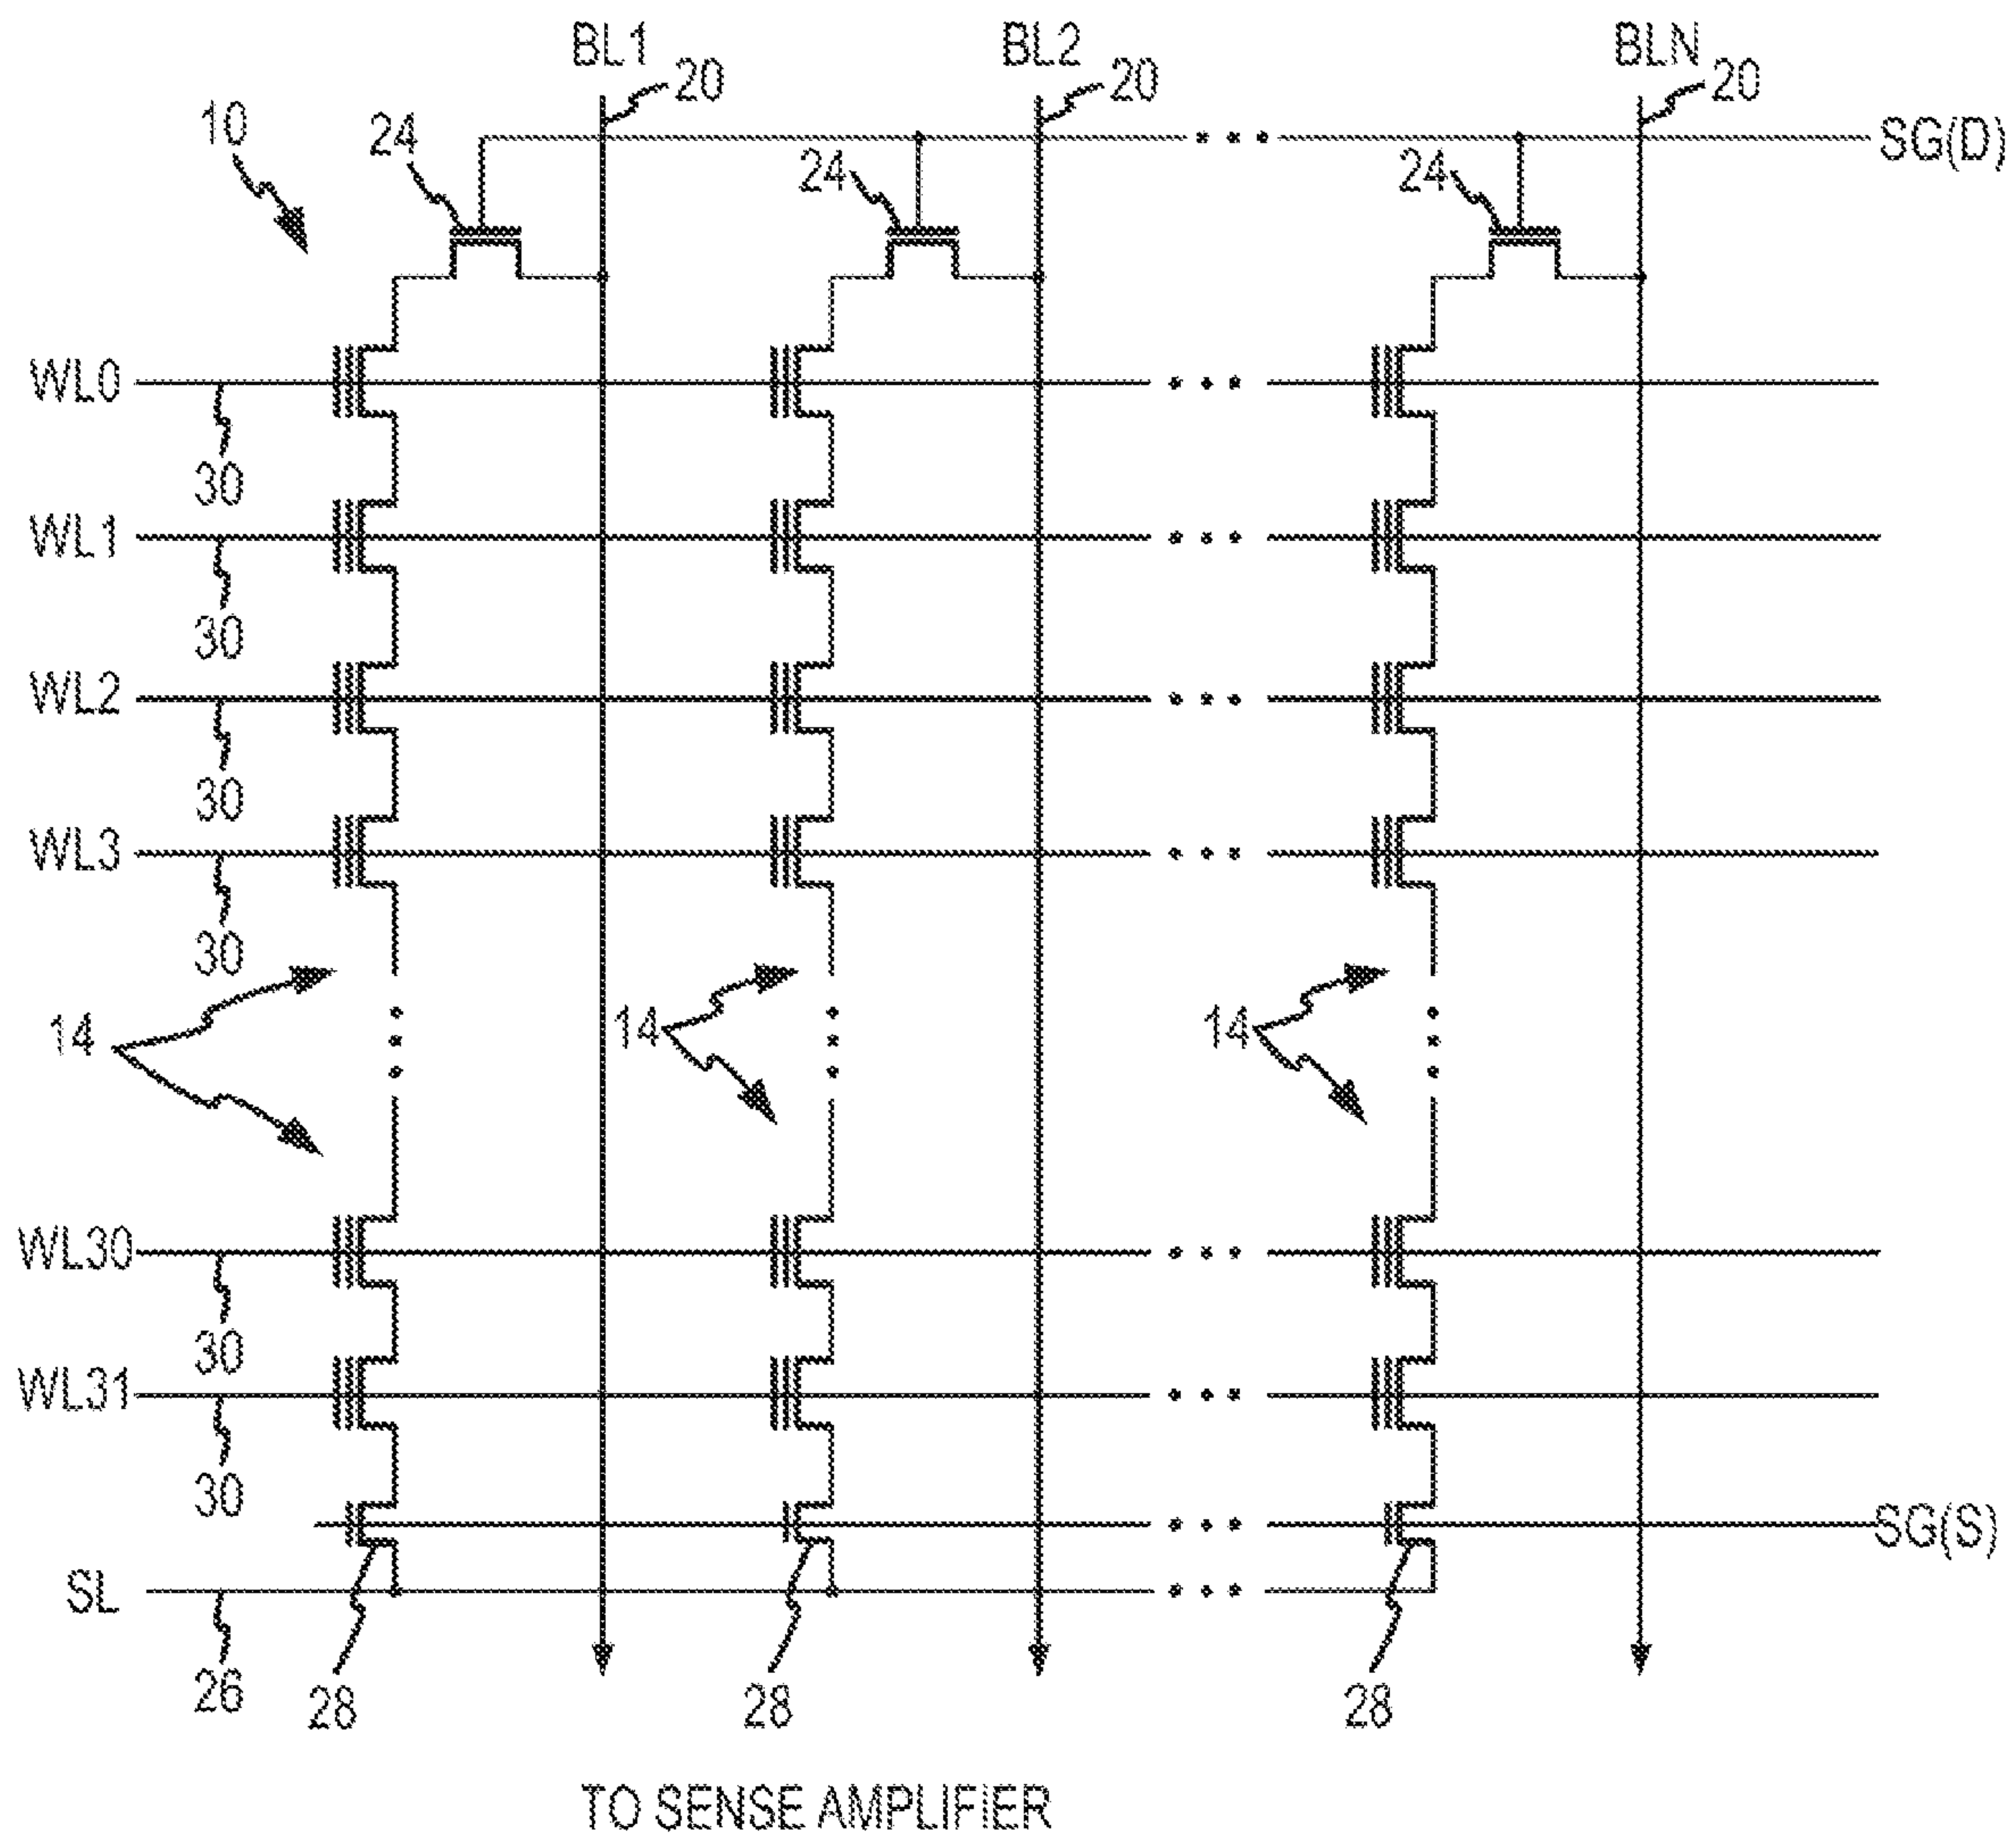 BL1 BL2 BLN
20 20 20
10 24 24 24 SG(D)
WL0
30
WL1
30
WL2
30
WL3
30
14 14 14
WL30
30
WL31
30
SG(S)
SL
26 28 28 28
TO SENSE AMPLIFIER